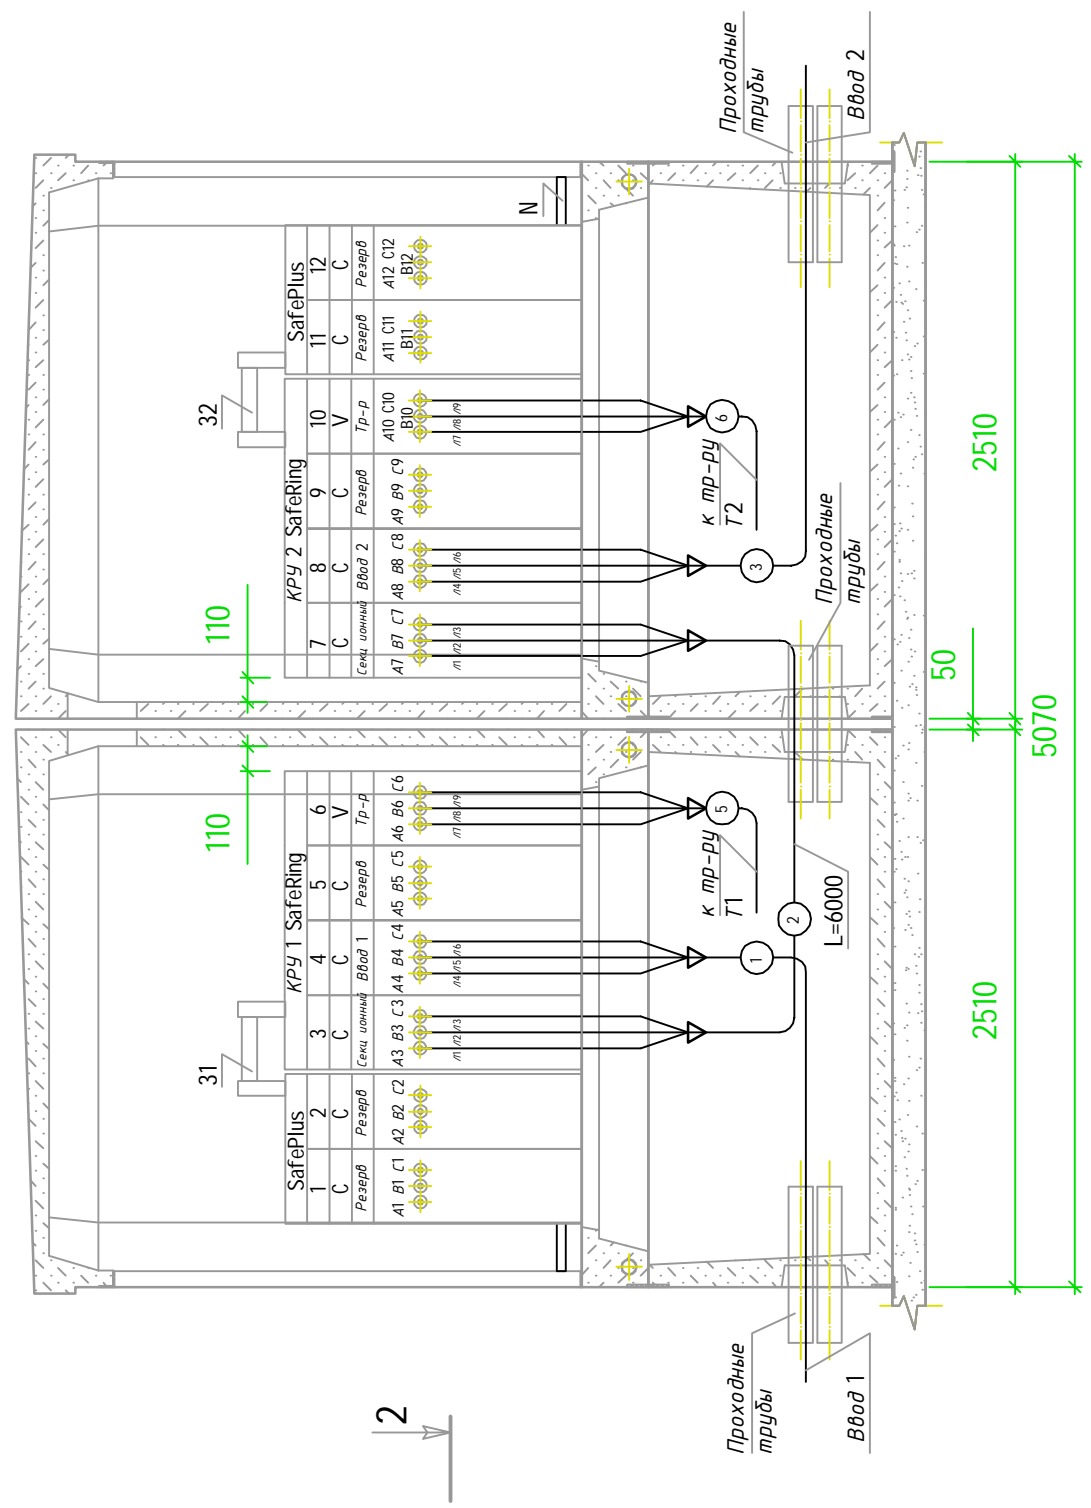 31
32
SafePlus
КРУ 1 SafeRing
КРУ 2 SafeRing
SafePlus
1 2 3 4 5 6
7 8 9 10 11 12
C C C C C V
C C C V C C
Резерв Резерв Секционный Ввод 1 Резерв Тр-р
Секционный Ввод 2 Резерв Тр-р Резерв Резерв
A1 B1 C1
A2 B2 C2
A3 B3 C3
A4 B4 C4
A5 B5 C5
A6 B6 C6
A7 B7 C7
A8 B8 C8
A9 B9 C9
A10 C10
B10
A11 C11
B11
A12 C12
B12
Л1 Л2 Л3
Л4 Л5 Л6
Л7 Л8 Л9
Л1 Л2 Л3
Л4 Л5 Л6
Л7 Л8 Л9
110
110
N
2
1
2
3
5
6
к тр-ру
Т1
к тр-ру
Т2
L=6000
Проходные
трубы
Ввод 1
Проходные
трубы
Проходные
трубы
Ввод 2
50
2510
2510
5070